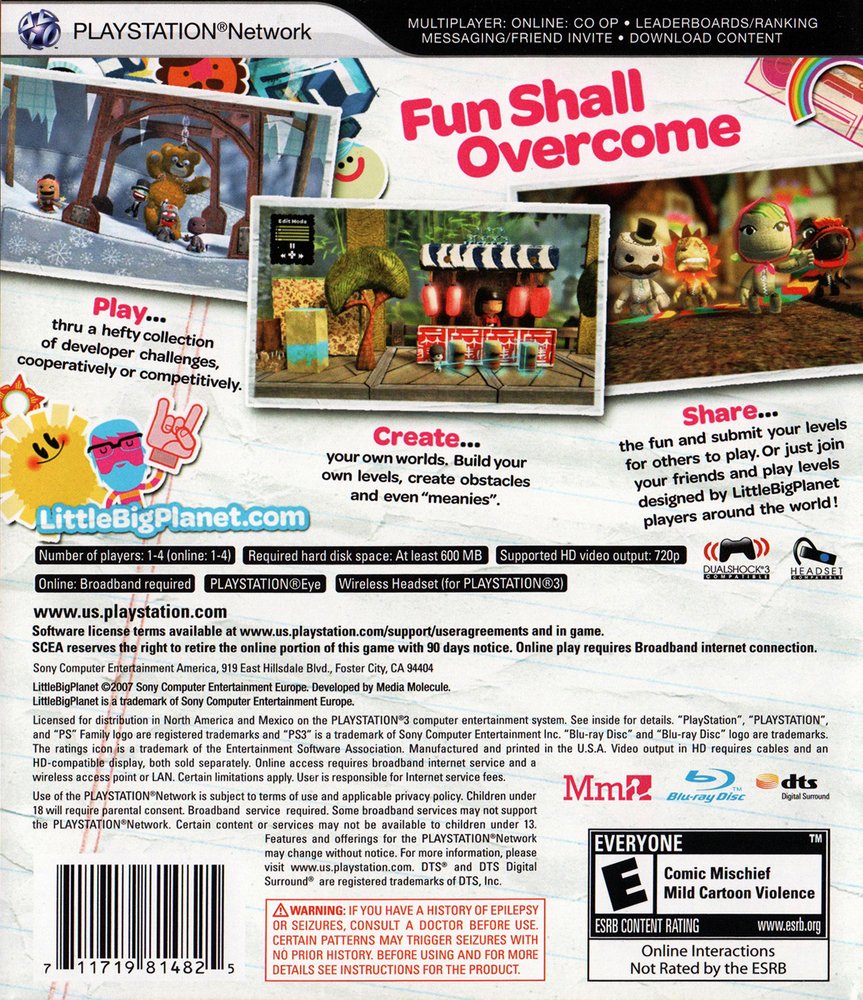 PLAYSTATION®Network
MULTIPLAYER: ONLINE: CO OP • LEADERBOARDS/RANKING
MESSAGING/FRIEND INVITE • DOWNLOAD CONTENT
Fun Shall
Overcome
Edit Mode
Play...
thru a hefty collection
of developer challenges,
cooperatively or competitively.
Create...
your own worlds. Build your
own levels, create obstacles
and even “meanies”.
Share...
the fun and submit your levels
for others to play. Or just join
your friends and play levels
designed by LittleBigPlanet
players around the world!
LittleBigPlanet.com
Number of players: 1-4 (online: 1-4)
Required hard disk space: At least 600 MB
Supported HD video output: 720p
Online: Broadband required
PLAYSTATION®Eye
Wireless Headset (for PLAYSTATION®3)
DUALSHOCK®3
COMPATIBLE
HEADSET
COMPATIBLE
www.us.playstation.com
Software license terms available at www.us.playstation.com/support/useragreements and in game.
SCEA reserves the right to retire the online portion of this game with 90 days notice. Online play requires Broadband internet connection.
Sony Computer Entertainment America, 919 East Hillsdale Blvd., Foster City, CA 94404
LittleBigPlanet ©2007 Sony Computer Entertainment Europe. Developed by Media Molecule.
LittleBigPlanet is a trademark of Sony Computer Entertainment Europe.
Licensed for distribution in North America and Mexico on the PLAYSTATION®3 computer entertainment system. See inside for details. “PlayStation”, “PLAYSTATION”,
and “PS” Family logo are registered trademarks and “PS3” is a trademark of Sony Computer Entertainment Inc. “Blu-ray Disc” and “Blu-ray Disc” logo are trademarks.
The ratings icon is a trademark of the Entertainment Software Association. Manufactured and printed in the U.S.A. Video output in HD requires cables and an
HD-compatible display, both sold separately. Online access requires broadband internet service and a
wireless access point or LAN. Certain limitations apply. User is responsible for Internet service fees.
Use of the PLAYSTATION®Network is subject to terms of use and applicable privacy policy. Children under
18 will require parental consent. Broadband service required. Some broadband services may not support
the PLAYSTATION®Network. Certain content or services may not be available to children under 13.
Features and offerings for the PLAYSTATION®Network
may change without notice. For more information, please
visit www.us.playstation.com. DTS® and DTS Digital
Surround® are registered trademarks of DTS, Inc.
Mm
Blu-ray Disc™
dts
Digital Surround
WARNING: IF YOU HAVE A HISTORY OF EPILEPSY
OR SEIZURES, CONSULT A DOCTOR BEFORE USE.
CERTAIN PATTERNS MAY TRIGGER SEIZURES WITH
NO PRIOR HISTORY. BEFORE USING AND FOR MORE
DETAILS SEE INSTRUCTIONS FOR THE PRODUCT.
7 11719 81482 5
EVERYONE ™
E
Comic Mischief
Mild Cartoon Violence
ESRB CONTENT RATING www.esrb.org
Online Interactions
Not Rated by the ESRB